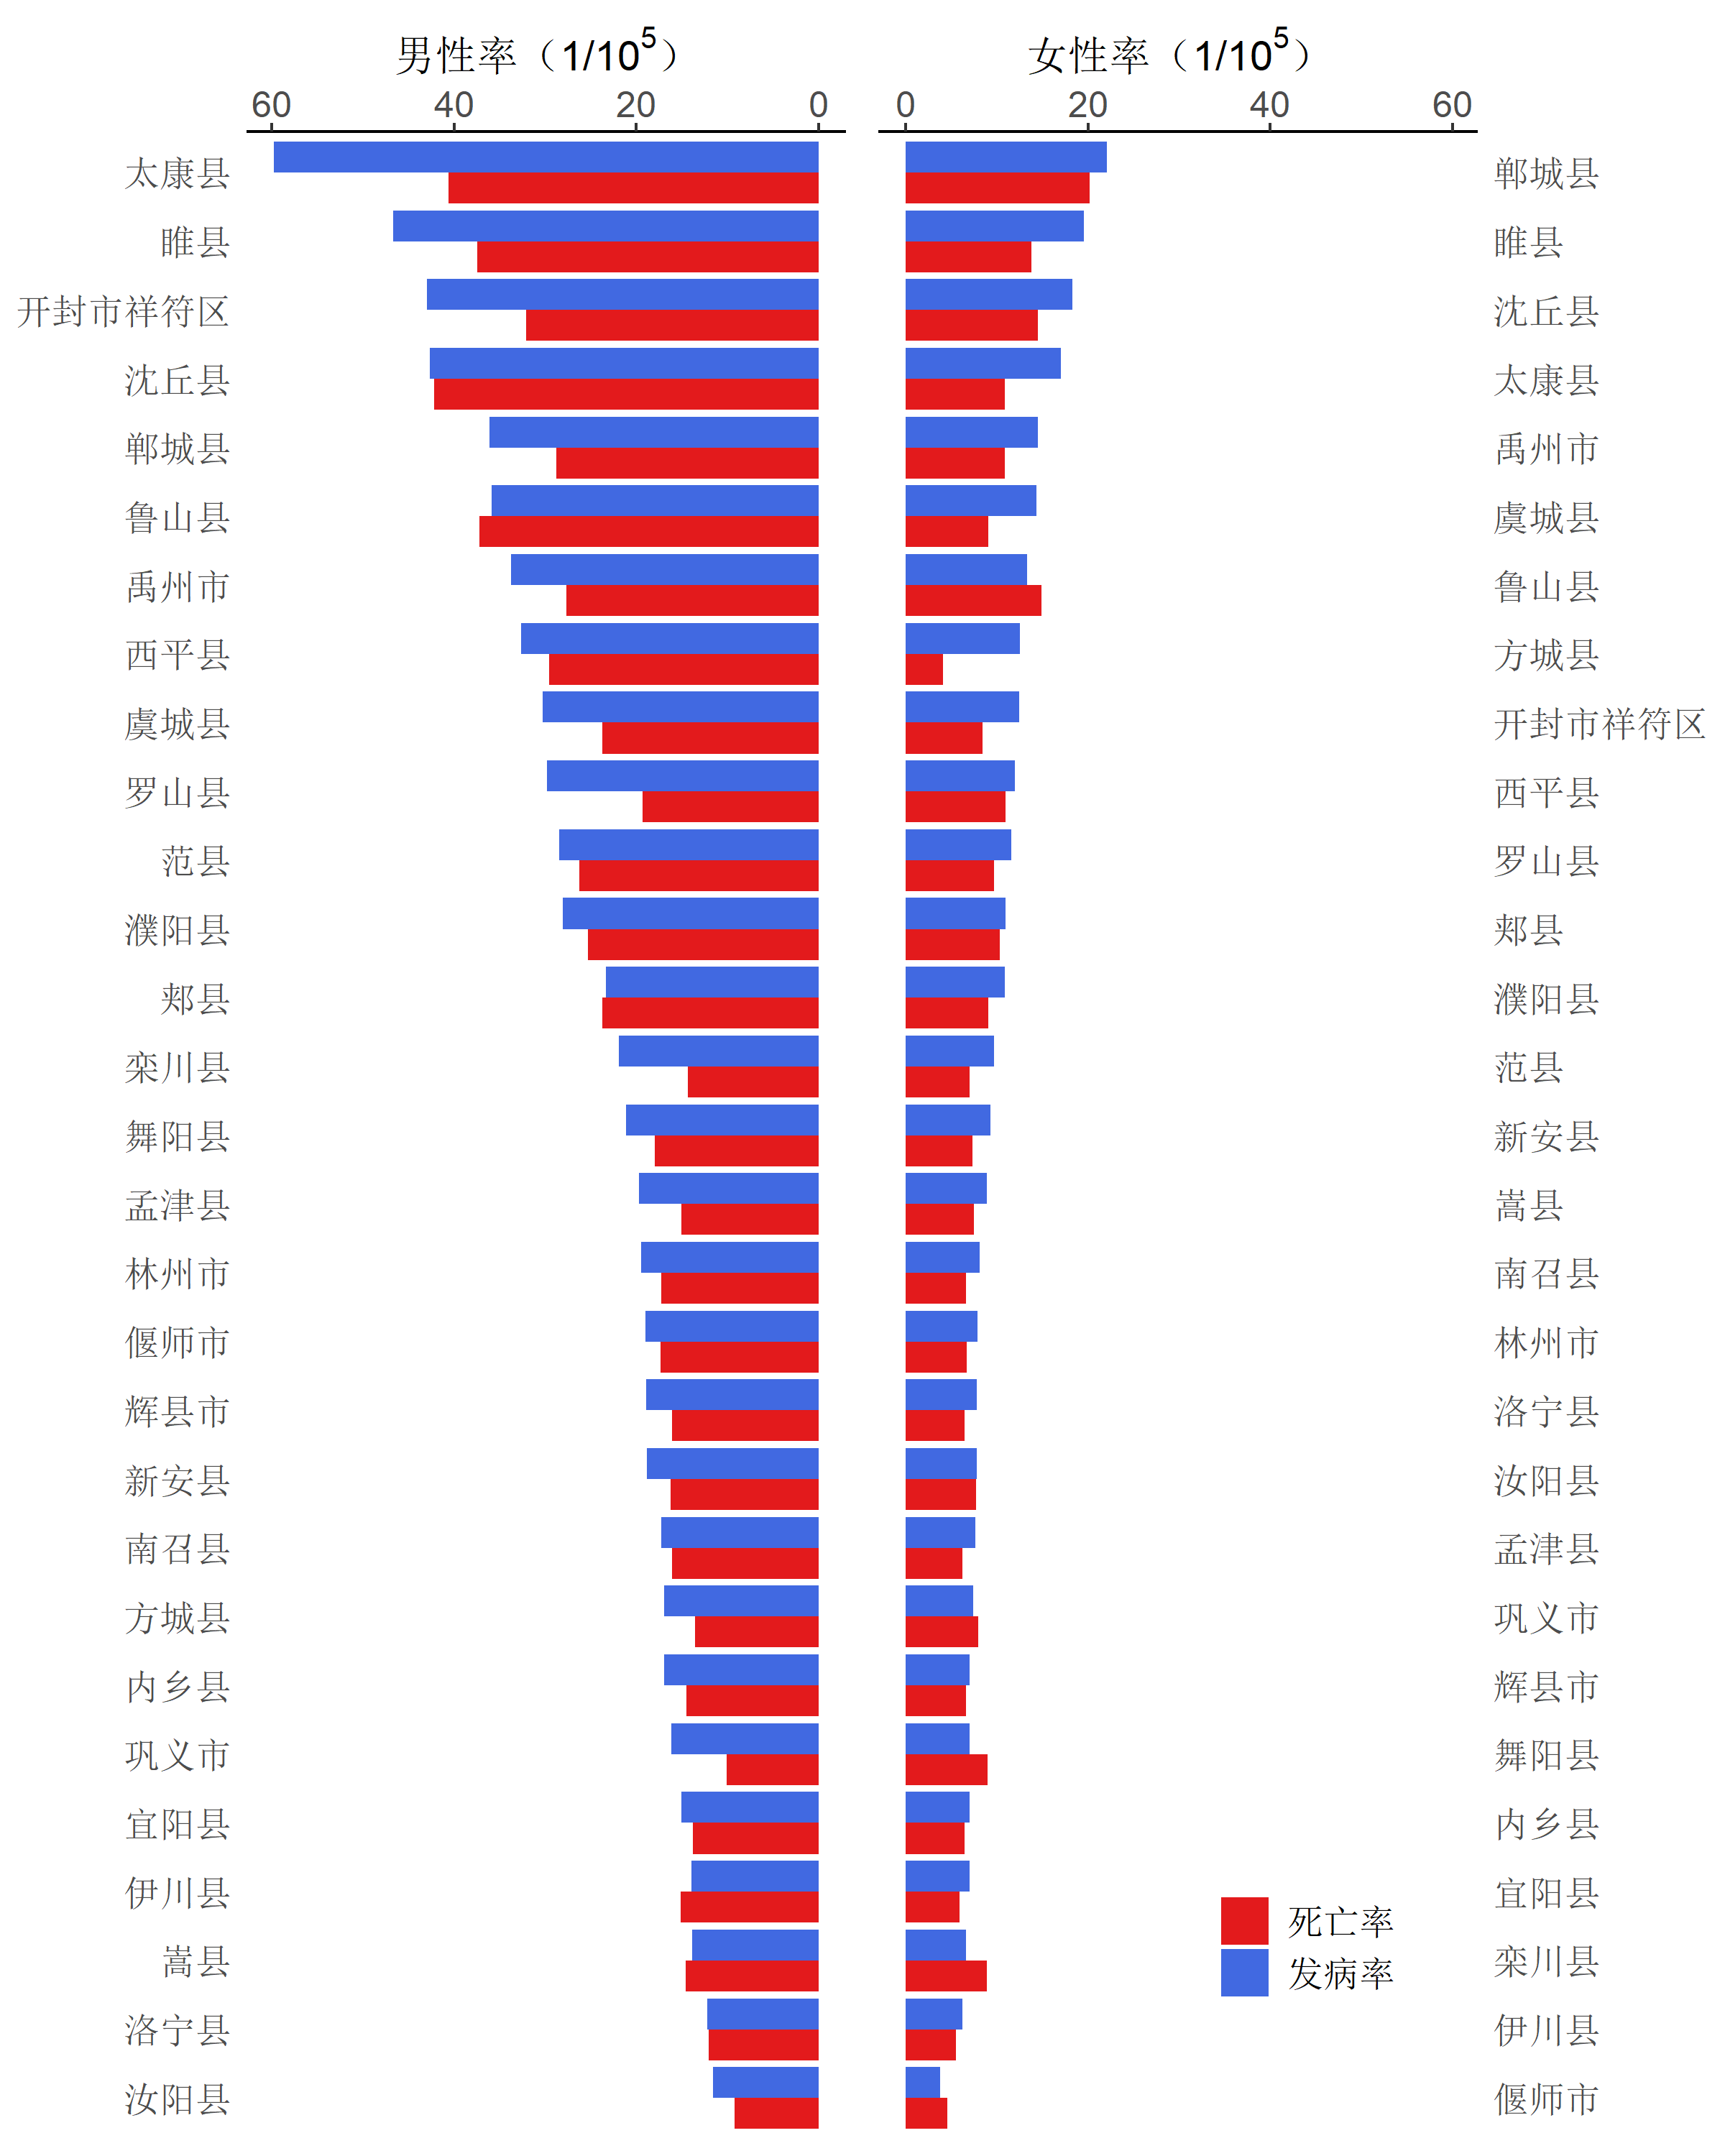 男性率（1/10⁵） 女性率（1/10⁵）
60 40 20 0 0 20 40 60
太康县 郸城县
睢县 睢县
开封市祥符区 沈丘县
沈丘县 太康县
郸城县 禹州市
鲁山县 虞城县
禹州市 鲁山县
西平县 方城县
虞城县 开封市祥符区
罗山县 西平县
范县 罗山县
濮阳县 郏县
郏县 濮阳县
栾川县 范县
舞阳县 新安县
孟津县 嵩县
林州市 南召县
偃师市 林州市
辉县市 洛宁县
新安县 汝阳县
南召县 孟津县
方城县 巩义市
内乡县 辉县市
巩义市 舞阳县
宜阳县 内乡县
伊川县 宜阳县
死亡率
嵩县 栾川县
发病率
洛宁县 伊川县
汝阳县 偃师市